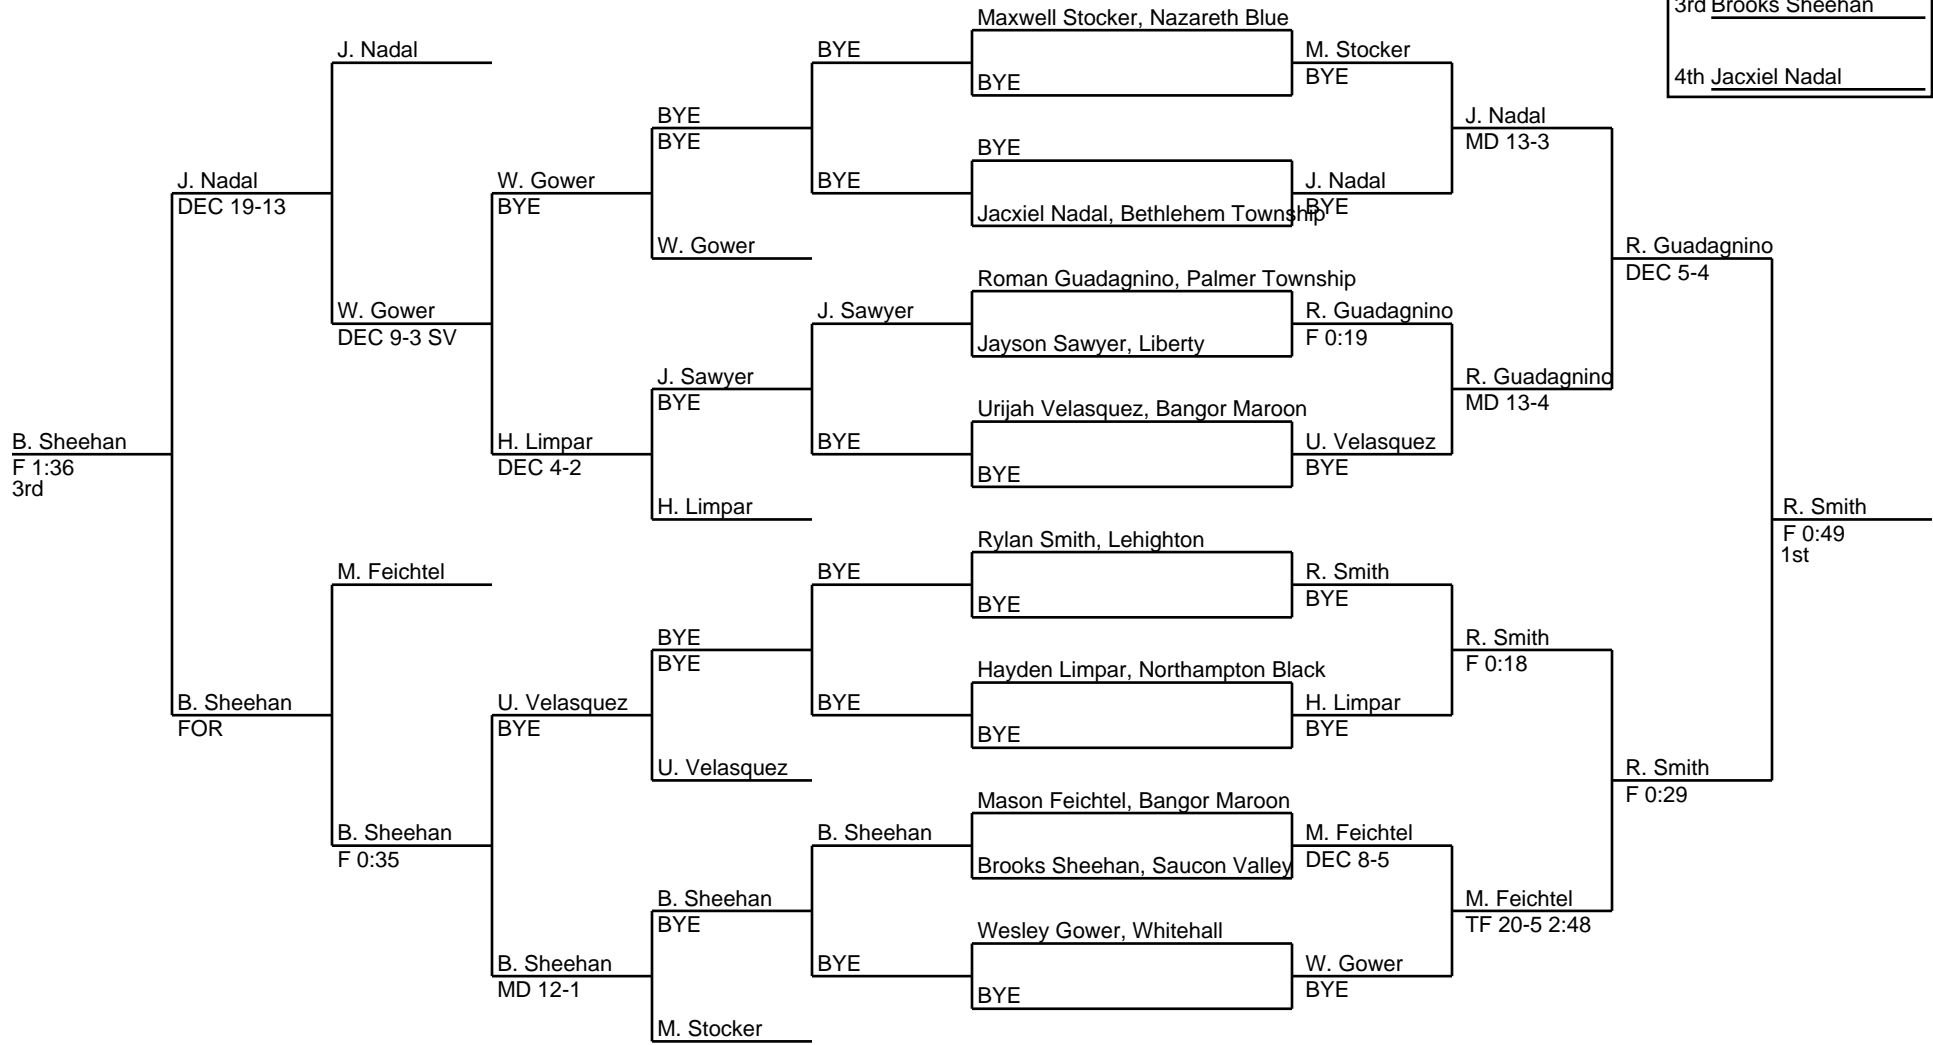 3rd Brooks Sheehan
4th Jacxiel Nadal
B. Sheehan
F 1:36
3rd
J. Nadal
DEC 19-13
B. Sheehan
FOR
J. Nadal
W. Gower
DEC 9-3 SV
M. Feichtel
B. Sheehan
F 0:35
W. Gower
BYE
H. Limpar
DEC 4-2
U. Velasquez
BYE
B. Sheehan
MD 12-1
BYE
BYE
W. Gower
J. Sawyer
BYE
H. Limpar
BYE
BYE
U. Velasquez
B. Sheehan
BYE
M. Stocker
BYE
BYE
J. Sawyer
BYE
BYE
BYE
B. Sheehan
BYE
Maxwell Stocker, Nazareth Blue
BYE
BYE
Jacxiel Nadal, Bethlehem Township
Roman Guadagnino, Palmer Township
Jayson Sawyer, Liberty
Urijah Velasquez, Bangor Maroon
BYE
Rylan Smith, Lehighton
BYE
Hayden Limpar, Northampton Black
BYE
Mason Feichtel, Bangor Maroon
Brooks Sheehan, Saucon Valley
Wesley Gower, Whitehall
BYE
M. Stocker
BYE
J. Nadal
BYE
R. Guadagnino
F 0:19
U. Velasquez
BYE
R. Smith
BYE
H. Limpar
BYE
M. Feichtel
DEC 8-5
W. Gower
BYE
J. Nadal
MD 13-3
R. Guadagnino
MD 13-4
R. Smith
F 0:18
M. Feichtel
TF 20-5 2:48
R. Guadagnino
DEC 5-4
R. Smith
F 0:29
R. Smith
F 0:49
1st